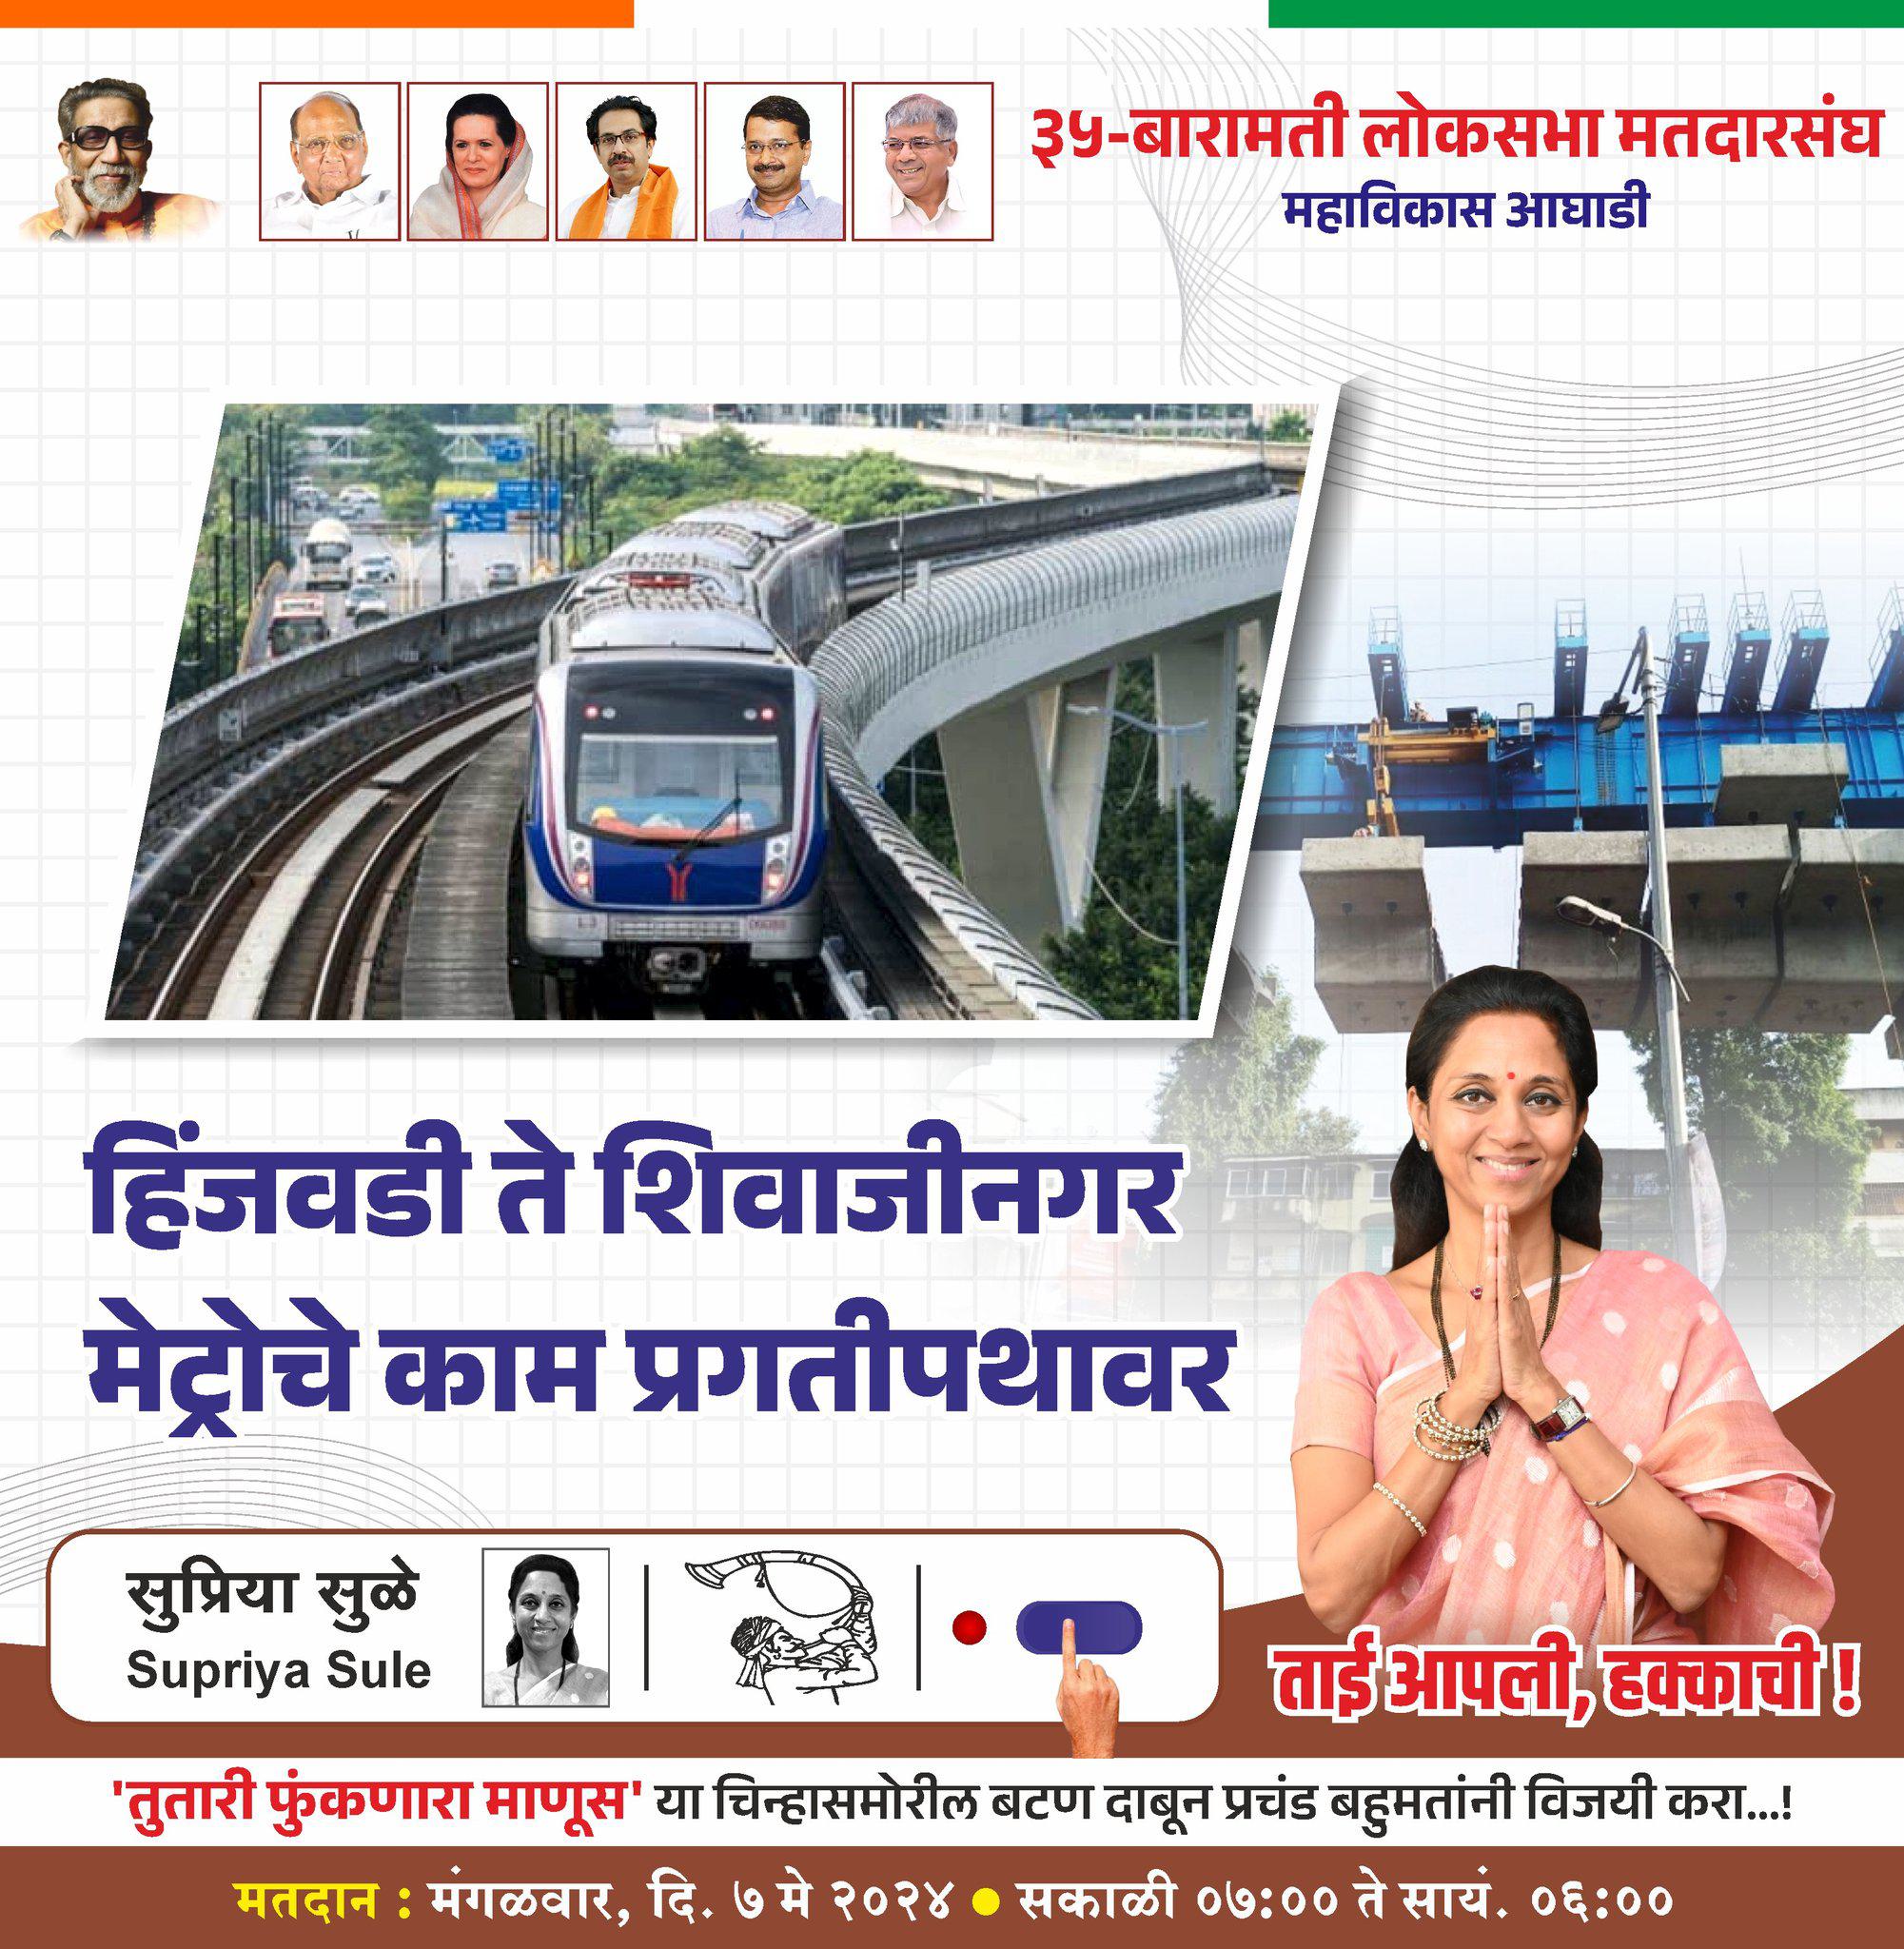 ३५-बारामती लोकसभा मतदारसंघ
महाविकास आघाडी
हिंजवडी ते शिवाजीनगर
मेट्रोचे काम प्रगतीपथावर
सुप्रिया सुळे
Supriya Sule
ताई आपली, हक्काची !
'तुतारी फुंकणारा माणूस' या चिन्हासमोरील बटण दाबून प्रचंड बहुमतांनी विजयी करा...!
मतदान : मंगळवार, दि. ७ मे २०२४ ● सकाळी ०७:०० ते सायं. ०६:००